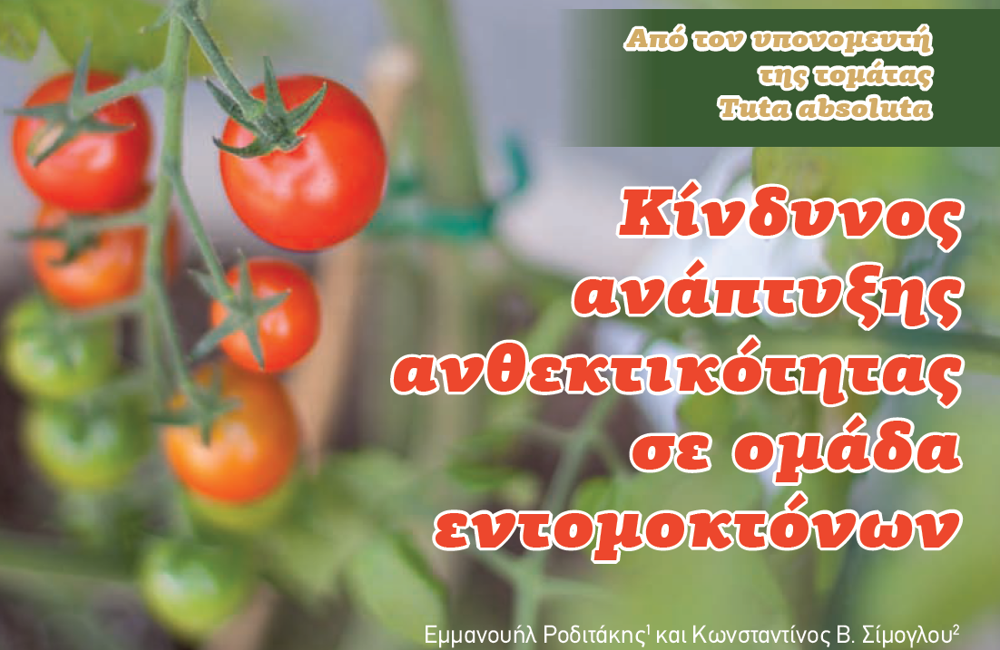 Από τον υπονομευτή
της τομάτας
Tuta absoluta
Κίνδυνος
ανάπτυξης
ανθεκτικότητας
σε ομάδα
εντομοκτόνων
Εμμανουήλ Ροδιτάκης¹ και Κωνσταντίνος Β. Σίμογλου²